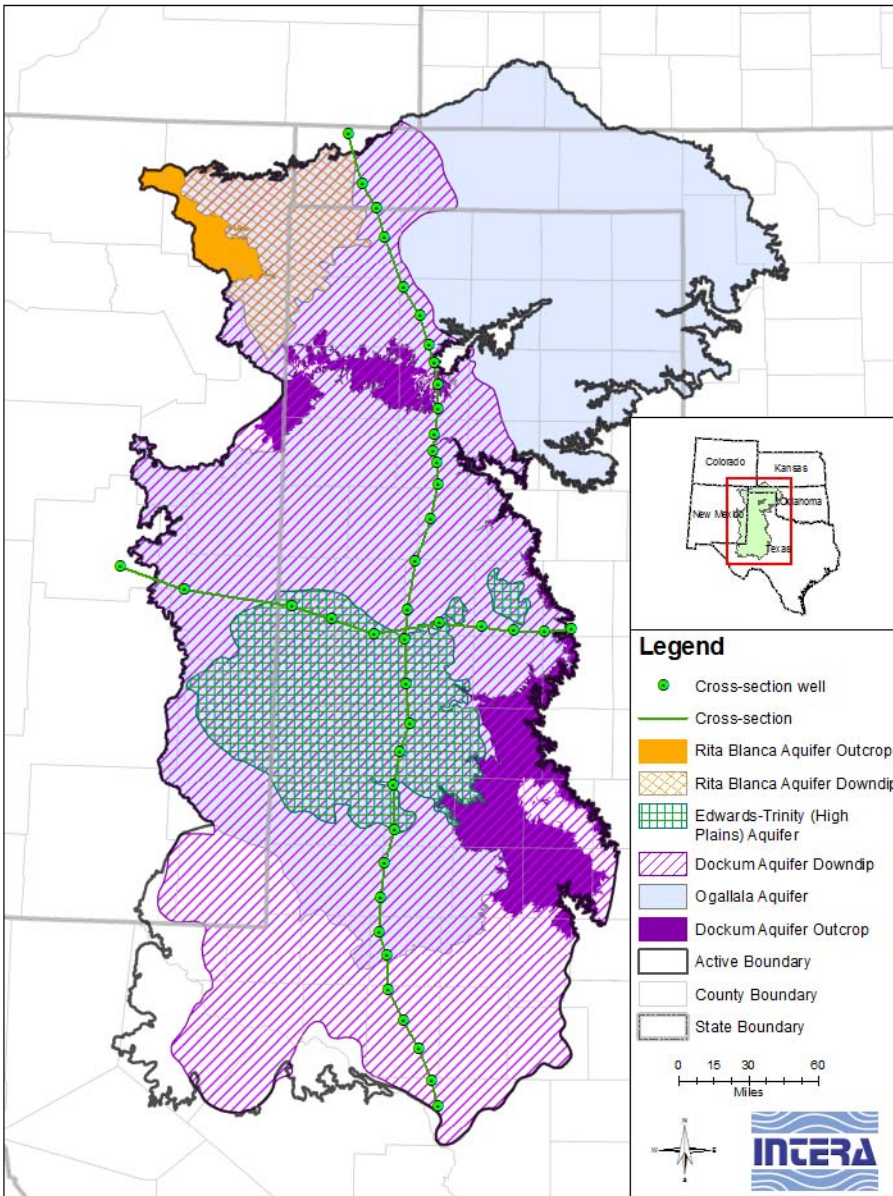 Colorado
Kansas
New Mexico
Oklahoma
Texas
Legend
Cross-section well
Cross-section
Rita Blanca Aquifer Outcrop
Rita Blanca Aquifer Downdip
Edwards-Trinity (High
Plains) Aquifer
Dockum Aquifer Downdip
Ogallala Aquifer
Dockum Aquifer Outcrop
Active Boundary
County Boundary
State Boundary
0 15 30 60
Miles
N
W E
S
INTERA